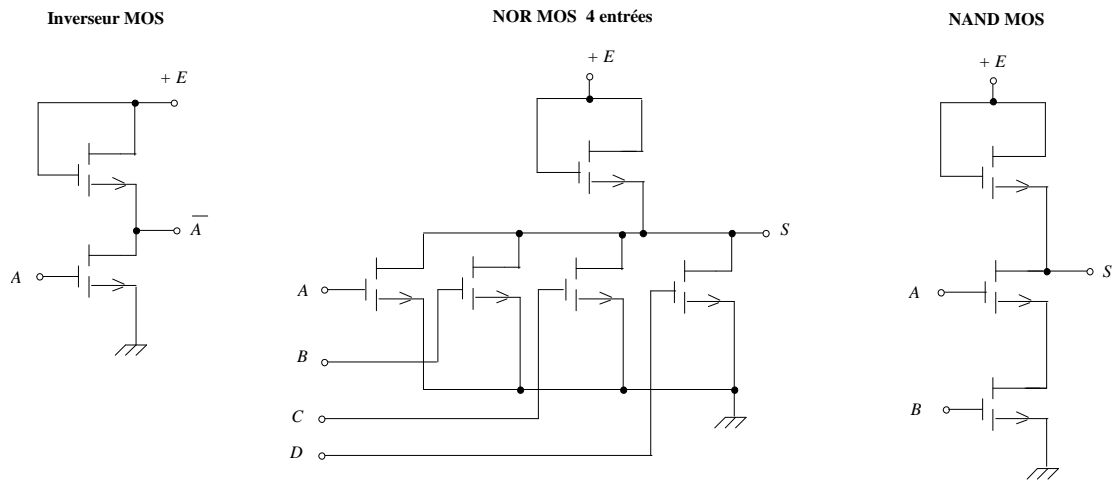 Inverseur MOS
NOR MOS 4 entrées
NAND MOS
+ E
+ E
+ E
A
A
S
A
B
C
D
S
A
B